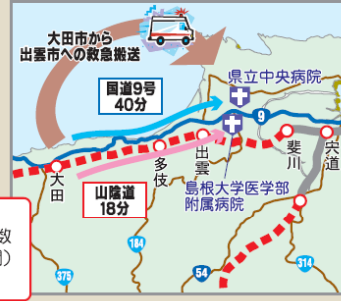 大田市から
出雲市への救急搬送
国道9号
40分
県立中央病院
9
大田
多伎
出雲
斐川
宍道
山陰道
18分
島根大学医学部
附属病院
数
184
375
54
314